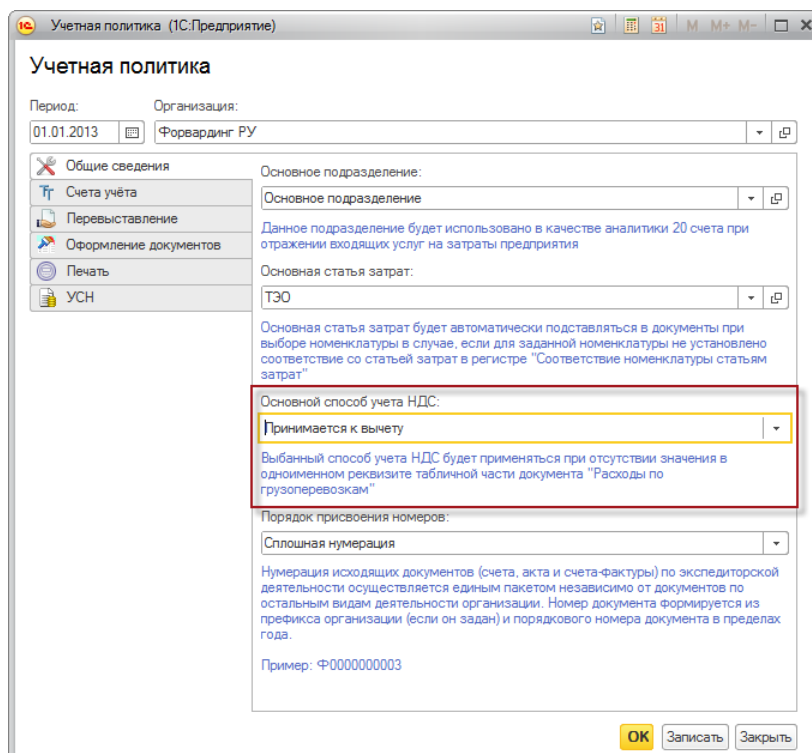 Учетная политика (1С:Предприятие)
31 M M+ M-
Учетная политика
Период: Организация:
01.01.2013 Форвардинг РУ
Общие сведения
Счета учёта
Перевыставление
Оформление документов
Печать
УСН
Основное подразделение:
Основное подразделение
Данное подразделение будет использовано в качестве аналитики 20 счета при
отражении входящих услуг на затраты предприятия
Основная статья затрат:
ТЭО
Основная статья затрат будет автоматически подставляться в документы при
выборе номенклатуры в случае, если для заданной номенклатуры не установлено
соответствие со статьей затрат в регистре "Соответствие номенклатуры статьям
затрат"
Основной способ учета НДС:
Принимается к вычету
Выбанный способ учета НДС будет применяться при отсутствии значения в
одноименном реквизите табличной части документа "Расходы по
грузоперевозкам"
Порядок присвоения номеров:
Сплошная нумерация
Нумерация исходящих документов (счета, акта и счета-фактуры) по экспедиторской
деятельности осуществляется единым пакетом независимо от документов по
остальным видам деятельности организации. Номер документа формируется из
префикса организации (если он задан) и порядкового номера документа в пределах
года.
Пример: Ф0000000003
ОК Записать Закрыть